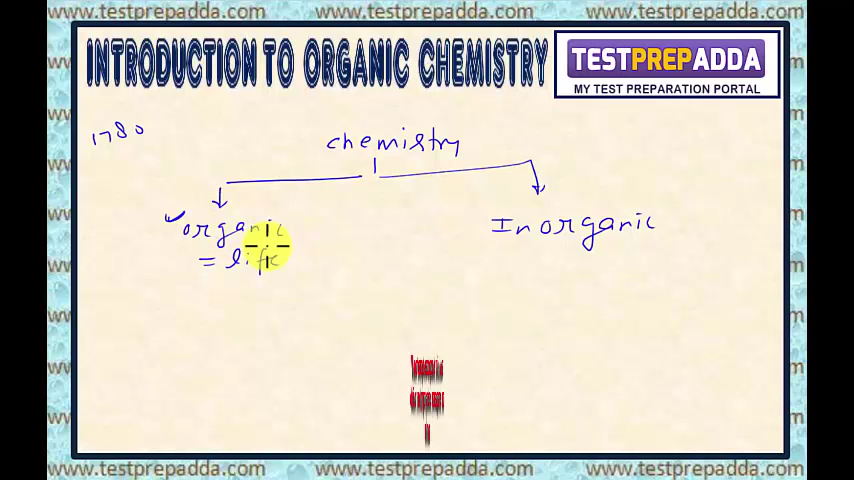 www.testprepadda.com www.testprepadda.com www.testprepadda.com
INTRODUCTION TO ORGANIC CHEMISTRY
TESTPREPADDA
MY TEST PREPARATION PORTAL
1780
chemistry
organic
Inorganic
= life
www.testprepadda.com www.testprepadda.com www.testprepadda.com